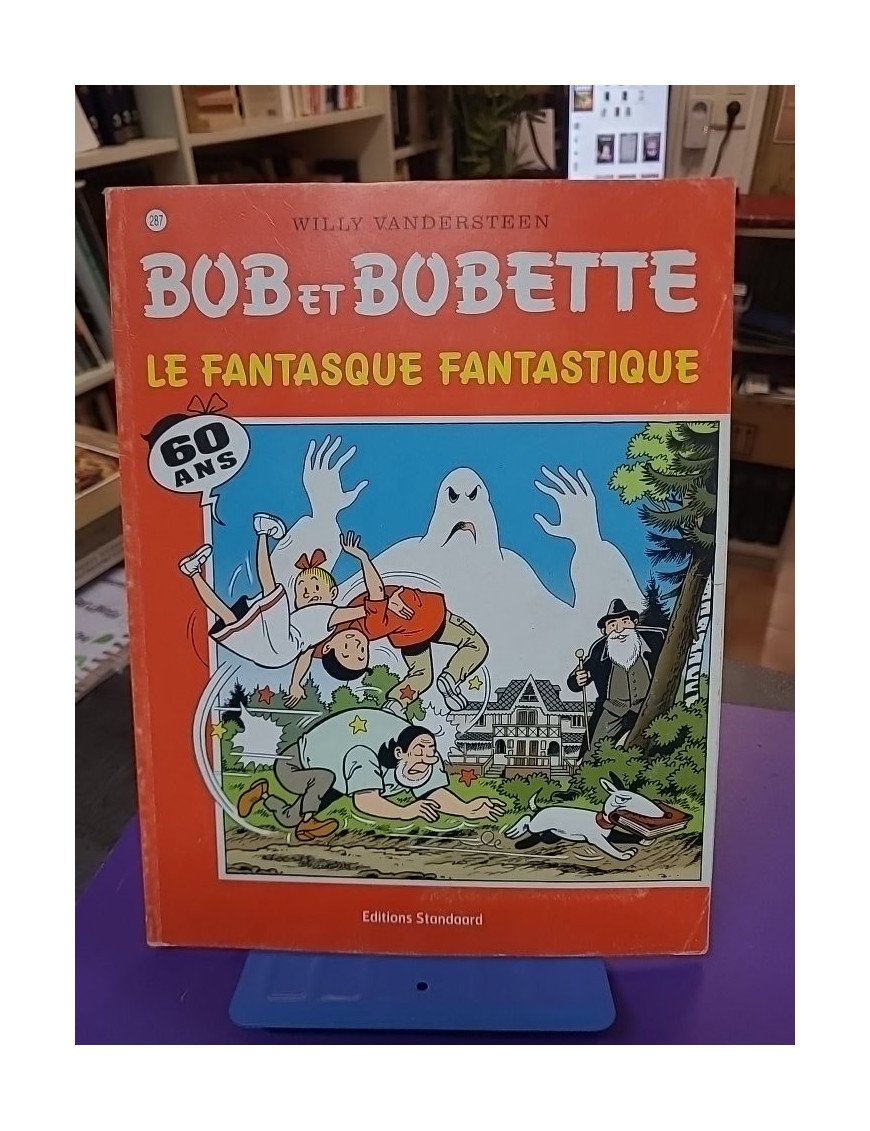 287
WILLY VANDERSTEEN
BOB ET BOBETTE
LE FANTASQUE FANTASTIQUE
60
ANS
Editions Standaard